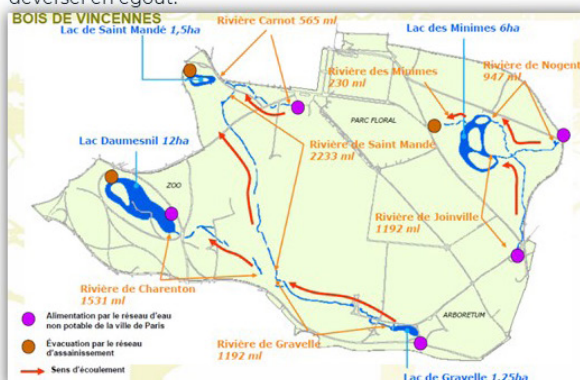 déverser en égout.
BOIS DE VINCENNES
Lac de Saint Mandé 1,5ha
Rivière Carnot 565 ml
Lac des Minimes 6ha
Rivière des Minimes
230 ml
Rivière de Nogent
947 ml
PARC FLORAL
Lac Daumesnil 12ha
Rivière de Saint Mandé
2233 ml
ZOO
Rivière de Joinville
1192 ml
Rivière de Charenton
1531 ml
ARBORETUM
Alimentation par le réseau d'eau
non potable de la ville de Paris
Évacuation par le réseau
d'assainissement
Rivière de Gravelle
1192 ml
Sens d'écoulement
Lac de Gravelle 1,25ha